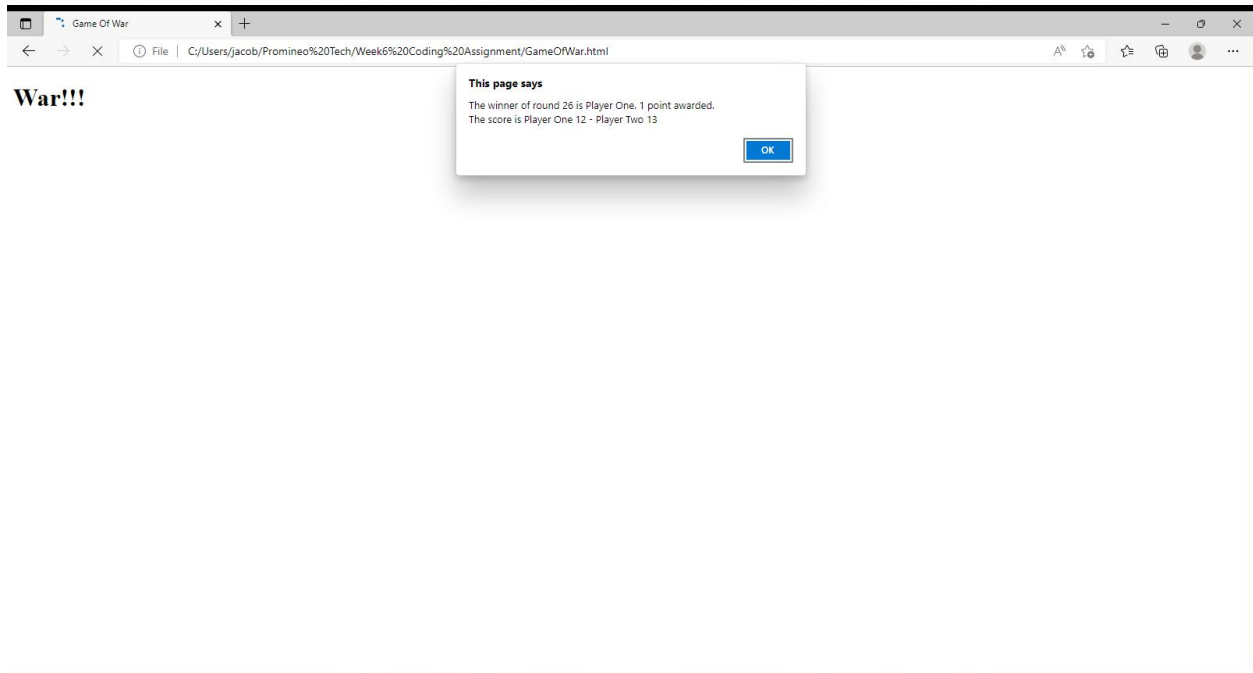 Game Of War
File | C:/Users/jacob/Promineo%20Tech/Week6%20Coding%20Assignment/GameOfWar.html
War!!!
This page says
The winner of round 26 is Player One. 1 point awarded.
The score is Player One 12 - Player Two 13
OK